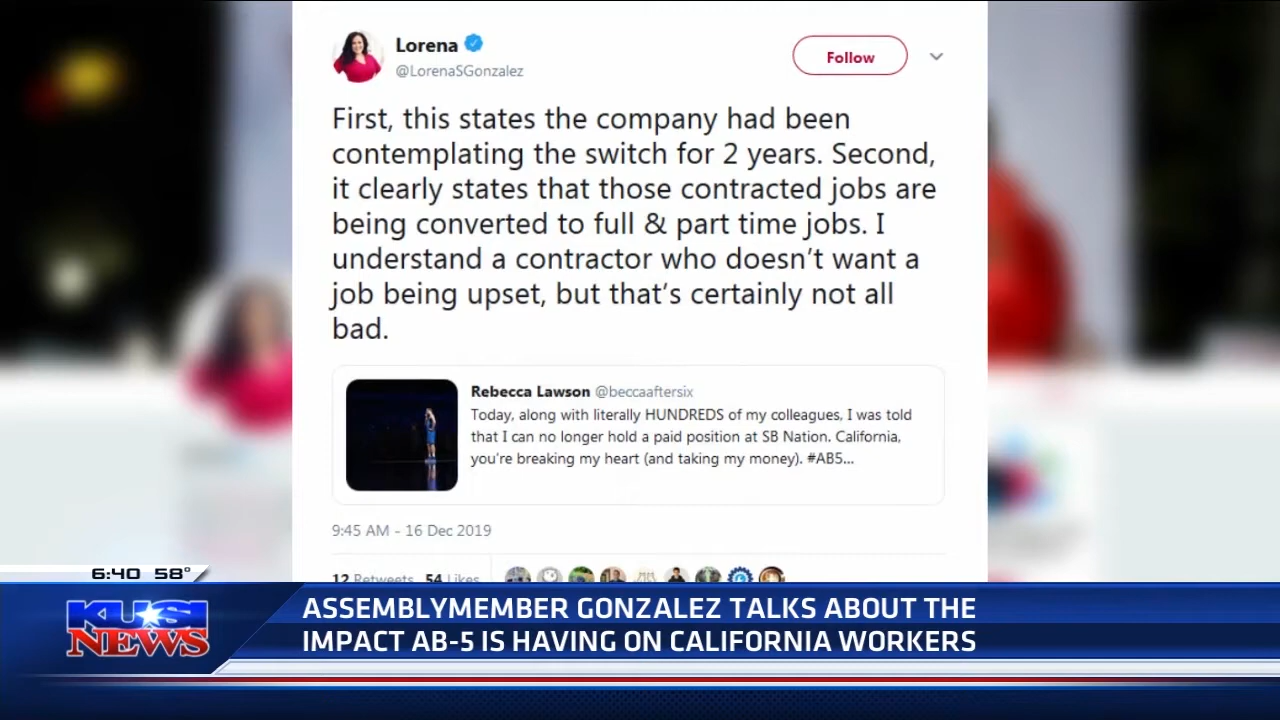 Lorena
@LorenaSGonzalez
Follow
First, this states the company had been
contemplating the switch for 2 years. Second,
it clearly states that those contracted jobs are
being converted to full & part time jobs. I
understand a contractor who doesn't want a
job being upset, but that's certainly not all
bad.
Rebecca Lawson @beccaaftersix
Today, along with literally HUNDREDS of my colleagues, I was told
that I can no longer hold a paid position at SB Nation. California,
you're breaking my heart (and taking my money). #AB5...
9:45 AM - 16 Dec 2019
12 Retweets 54 Likes
6:40 58°
KUSI
NEWS
ASSEMBLYMEMBER GONZALEZ TALKS ABOUT THE
IMPACT AB-5 IS HAVING ON CALIFORNIA WORKERS